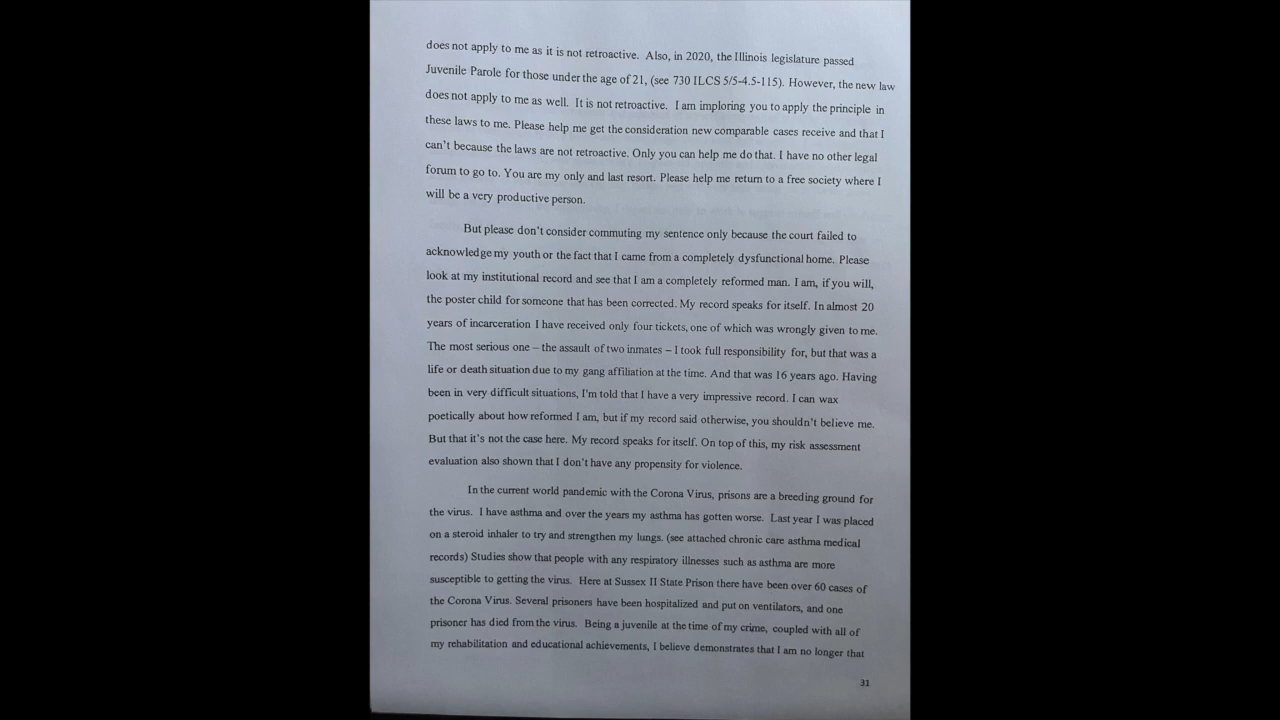 does not apply to me as it is not retroactive. Also, in 2020, the Illinois legislature passed
Juvenile Parole for those under the age of 21, (see 730 ILCS 5/5-4.5-115). However, the new law
does not apply to me as well. It is not retroactive. I am imploring you to apply the principle in
these laws to me. Please help me get the consideration new comparable cases receive and that I
can't because the laws are not retroactive. Only you can help me do that. I have no other legal
forum to go to. You are my only and last resort. Please help me return to a free society where I
will be a very productive person.
But please don't consider commuting my sentence only because the court failed to
acknowledge my youth or the fact that I came from a completely dysfunctional home. Please
look at my institutional record and see that I am a completely reformed man. I am, if you will,
the poster child for someone that has been corrected. My record speaks for itself. In almost 20
years of incarceration I have received only four tickets, one of which was wrongly given to me.
The most serious one – the assault of two inmates – I took full responsibility for, but that was a
life or death situation due to my gang affiliation at the time. And that was 16 years ago. Having
been in very difficult situations, I'm told that I have a very impressive record. I can wax
poetically about how reformed I am, but if my record said otherwise, you shouldn't believe me.
But that it's not the case here. My record speaks for itself. On top of this, my risk assessment
evaluation also shown that I don't have any propensity for violence.
In the current world pandemic with the Corona Virus, prisons are a breeding ground for
the virus. I have asthma and over the years my asthma has gotten worse. Last year I was placed
on a steroid inhaler to try and strengthen my lungs. (see attached chronic care asthma medical
records) Studies show that people with any respiratory illnesses such as asthma are more
susceptible to getting the virus. Here at Sussex II State Prison there have been over 60 cases of
the Corona Virus. Several prisoners have been hospitalized and put on ventilators, and one
prisoner has died from the virus. Being a juvenile at the time of my crime, coupled with all of
my rehabilitation and educational achievements, I believe demonstrates that I am no longer that
31